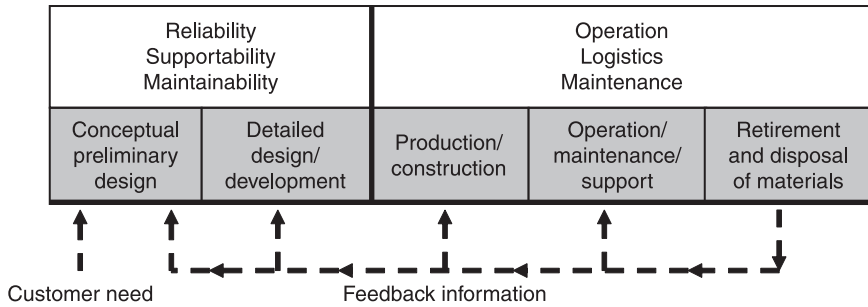 Reliability
Supportability
Maintainability
Operation
Logistics
Maintenance
Conceptual
preliminary
design
Detailed
design/
development
Production/
construction
Operation/
maintenance/
support
Retirement
and disposal
of materials
Customer need
Feedback information